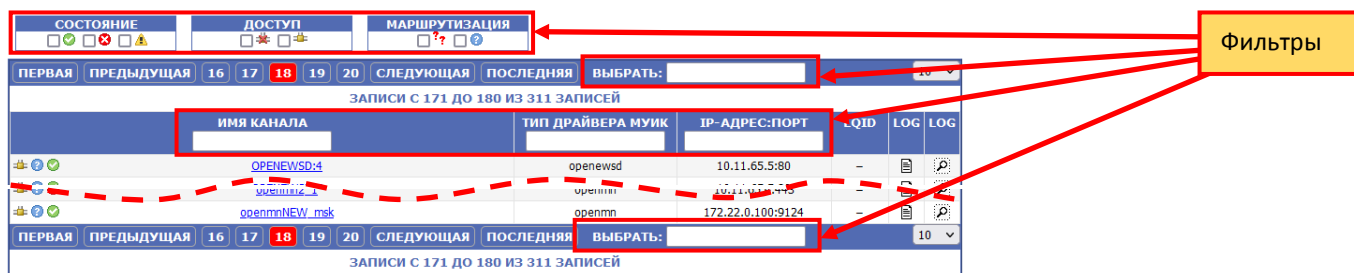 СОСТОЯНИЕ ДОСТУП МАРШРУТИЗАЦИЯ
Фильтры
ПЕРВАЯ ПРЕДЫДУЩАЯ 16 17 18 19 20 СЛЕДУЮЩАЯ ПОСЛЕДНЯЯ ВЫБРАТЬ: 10
ЗАПИСИ С 171 ДО 180 ИЗ 311 ЗАПИСЕЙ
ИМЯ КАНАЛА ТИП ДРАЙВЕРА МУИК IP-АДРЕС:ПОРТ LQID LOG LOG
OPENEWSD:4 openewsd 10.11.65.5:80 –
openmn2_1 openmn –
openmnNEW_msk openmn 172.22.0.100:9124 –
ПЕРВАЯ ПРЕДЫДУЩАЯ 16 17 18 19 20 СЛЕДУЮЩАЯ ПОСЛЕДНЯЯ ВЫБРАТЬ: 10
ЗАПИСИ С 171 ДО 180 ИЗ 311 ЗАПИСЕЙ